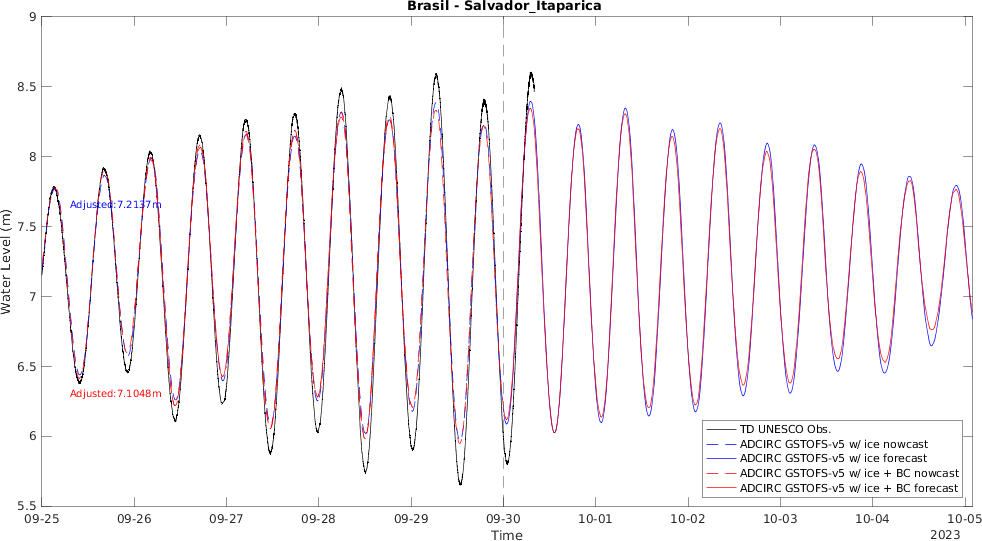 Brasil - Salvador_Itaparica
Water Level (m)
9
8.5
8
7.5
7
6.5
6
5.5
Adjusted:7.2137m
Adjusted:7.1048m
TD UNESCO Obs.
ADCIRC GSTOFS-v5 w/ ice nowcast
ADCIRC GSTOFS-v5 w/ ice forecast
ADCIRC GSTOFS-v5 w/ ice + BC nowcast
ADCIRC GSTOFS-v5 w/ ice + BC forecast
09-25 09-26 09-27 09-28 09-29 09-30 10-01 10-02 10-03 10-04 10-05
Time
2023